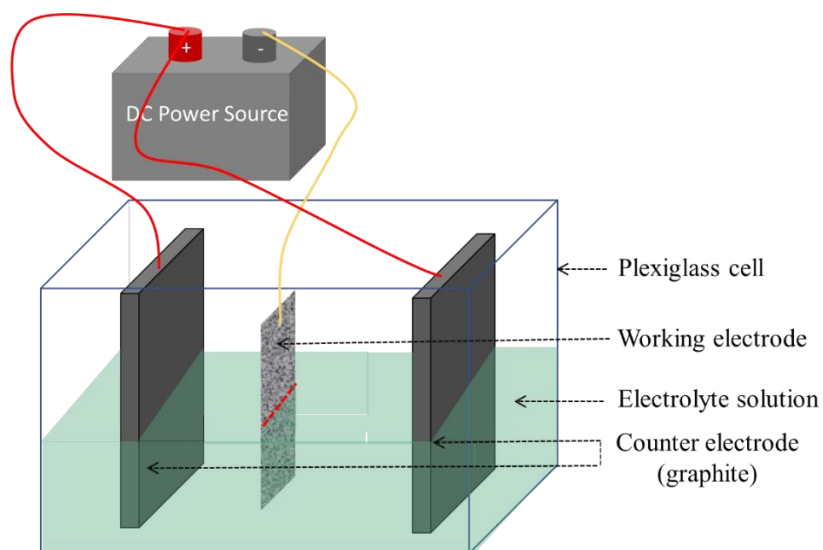 +
-
DC Power Source
Plexiglass cell
Working electrode
Electrolyte solution
Counter electrode
(graphite)